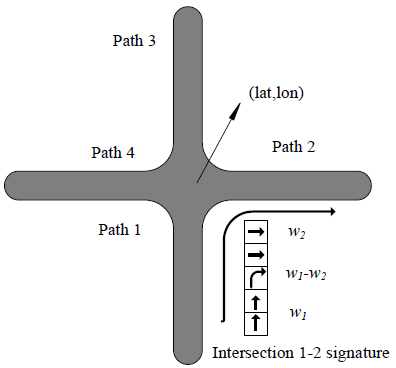 Path 3
(lat,lon)
Path 4
Path 2
Path 1
w2
w1-w2
w1
Intersection 1-2 signature